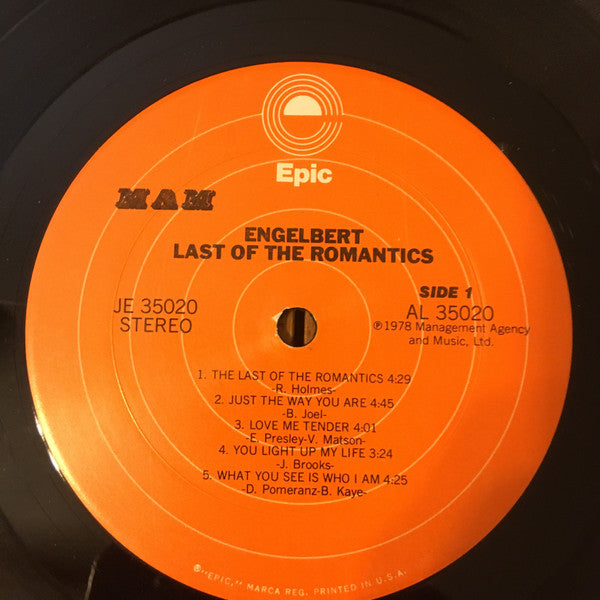 Epic
MAM
ENGELBERT
LAST OF THE ROMANTICS
JE 35020
STEREO
SIDE 1
AL 35020
℗1978 Management Agency
and Music, Ltd.
1. THE LAST OF THE ROMANTICS 4:29
-R. Holmes-
2. JUST THE WAY YOU ARE 4:45
-B. Joel-
3. LOVE ME TENDER 4:01
-E. Presley-V. Matson-
4. YOU LIGHT UP MY LIFE 3:24
-J. Brooks-
5. WHAT YOU SEE IS WHO I AM 4:25
-D. Pomeranz-B. Kaye-
®"EPIC," MARCA REG. PRINTED IN U.S.A.